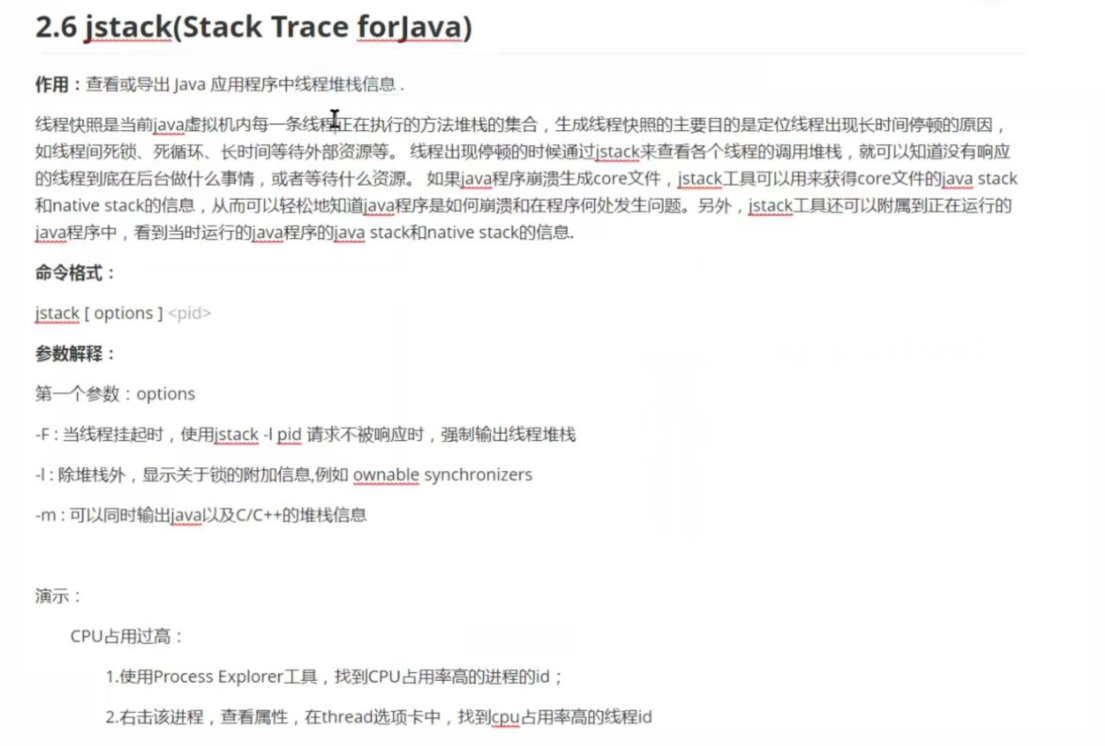 2.6 jstack(Stack Trace forJava)
作用：查看或导出 Java 应用程序中线程堆栈信息 .
线程快照是当前java虚拟机内每一条线程正在执行的方法堆栈的集合，生成线程快照的主要目的是定位线程出现长时间停顿的原因，
如线程间死锁、死循环、长时间等待外部资源等。 线程出现停顿的时候通过jstack来查看各个线程的调用堆栈，就可以知道没有响应
的线程到底在后台做什么事情，或者等待什么资源。 如果java程序崩溃生成core文件，jstack工具可以用来获得core文件的java stack
和native stack的信息，从而可以轻松地知道java程序是如何崩溃和在程序何处发生问题。另外，jstack工具还可以附属到正在运行的
java程序中，看到当时运行的java程序的java stack和native stack的信息.
命令格式：
jstack [ options ] <pid>
参数解释：
第一个参数：options
-F : 当线程挂起时，使用jstack -l pid 请求不被响应时，强制输出线程堆栈
-l : 除堆栈外，显示关于锁的附加信息,例如 ownable synchronizers
-m : 可以同时输出java以及C/C++的堆栈信息
演示：
CPU占用过高：
1.使用Process Explorer工具，找到CPU占用率高的进程的id；
2.右击该进程，查看属性，在thread选项卡中，找到cpu占用率高的线程id